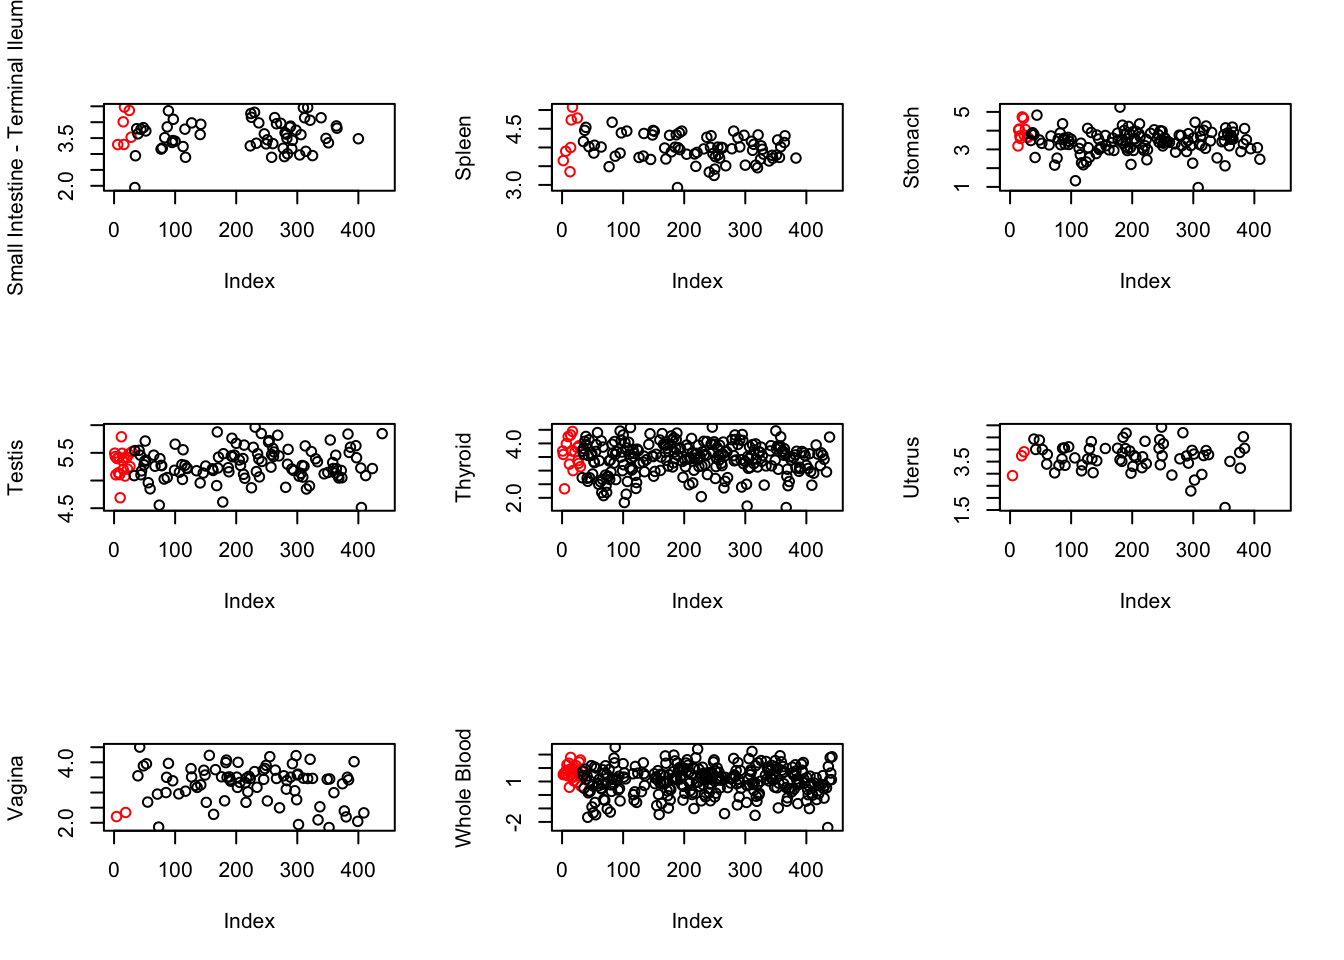 Small Intestine - Terminal Ileum
2.0 3.5
0 100 200 300 400
Index
Spleen
3.0 4.5
0 100 200 300 400
Index
Stomach
1 3 5
0 100 200 300 400
Index
Testis
4.5 5.5
0 100 200 300 400
Index
Thyroid
2.0 4.0
0 100 200 300 400
Index
Uterus
1.5 3.5
0 100 200 300 400
Index
Vagina
2.0 4.0
0 100 200 300 400
Index
Whole Blood
-2 1
0 100 200 300 400
Index